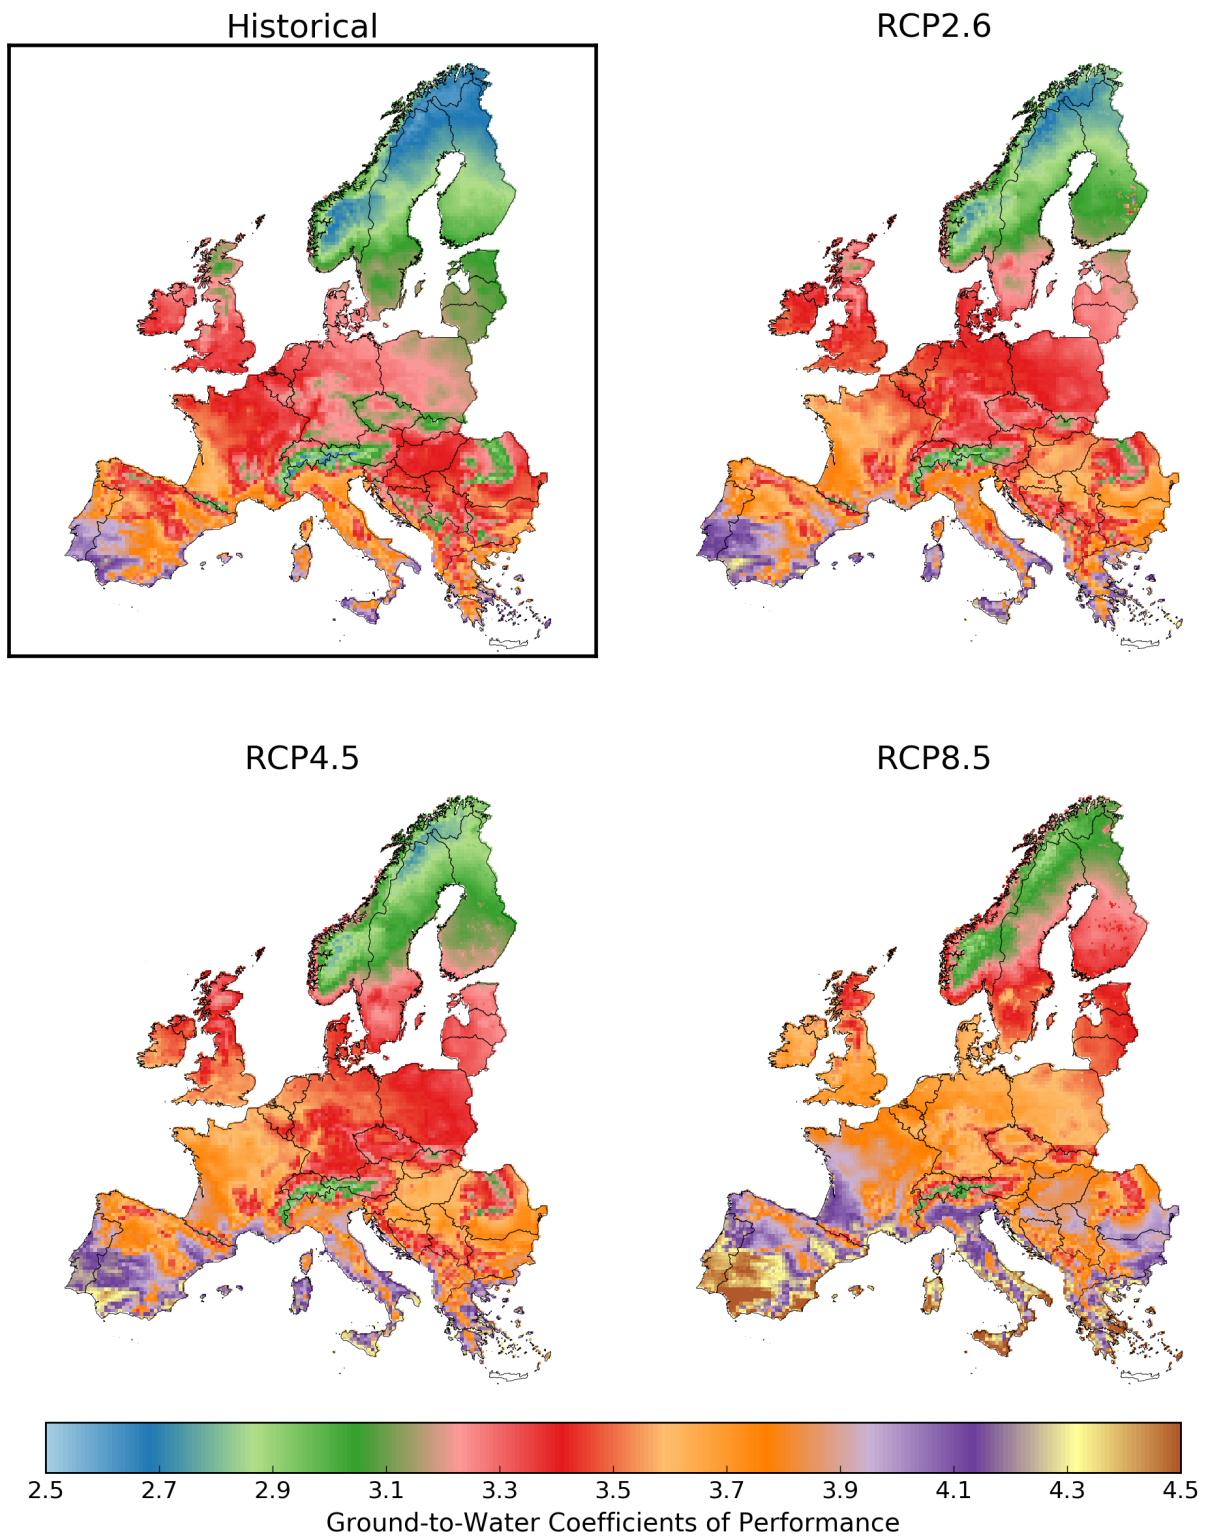 Historical
RCP2.6
RCP4.5
RCP8.5
2.5 2.7 2.9 3.1 3.3 3.5 3.7 3.9 4.1 4.3 4.5
Ground-to-Water Coefficients of Performance